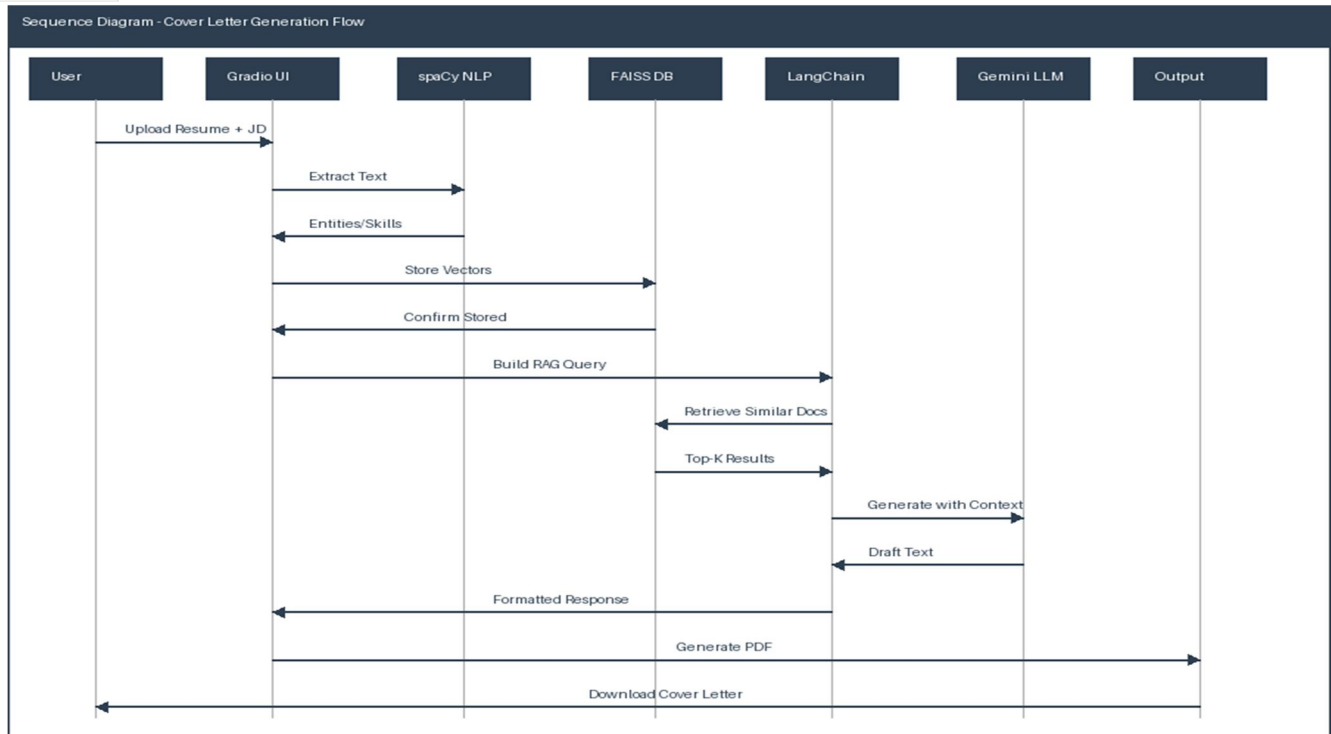 Sequence Diagram - Cover Letter Generation Flow
User Gradio UI spaCy NLP FAISS DB LangChain Gemini LLM Output
Upload Resume + JD
Extract Text
Entities/Skills
Store Vectors
Confirm Stored
Build RAG Query
Retrieve Similar Docs
Top-K Results
Generate with Context
Draft Text
Formatted Response
Generate PDF
Download Cover Letter